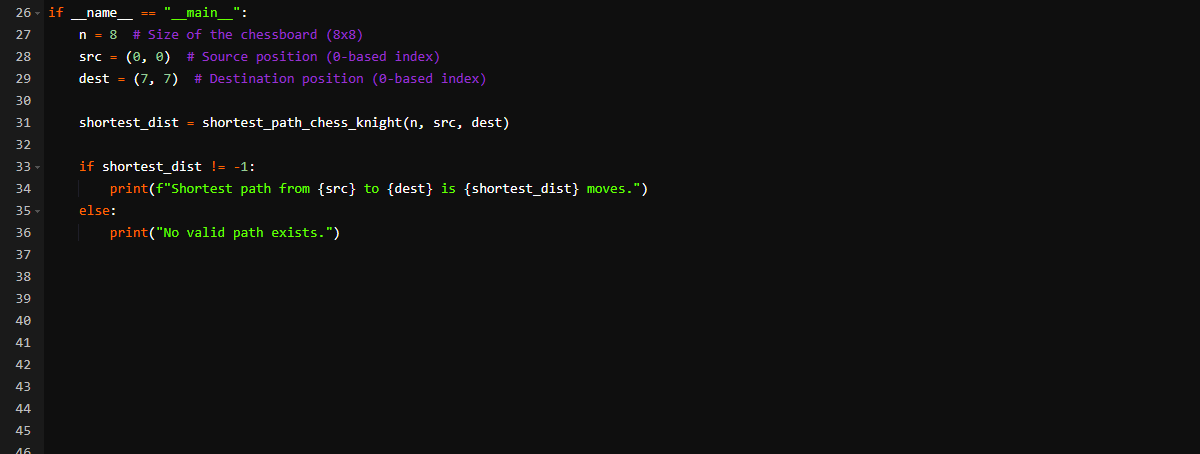 26 if __name__ == "__main__":
27     n = 8  # Size of the chessboard (8x8)
28     src = (0, 0)  # Source position (0-based index)
29     dest = (7, 7)  # Destination position (0-based index)
30
31     shortest_dist = shortest_path_chess_knight(n, src, dest)
32
33     if shortest_dist != -1:
34         print(f"Shortest path from {src} to {dest} is {shortest_dist} moves.")
35     else:
36         print("No valid path exists.")
37
38
39
40
41
42
43
44
45
46